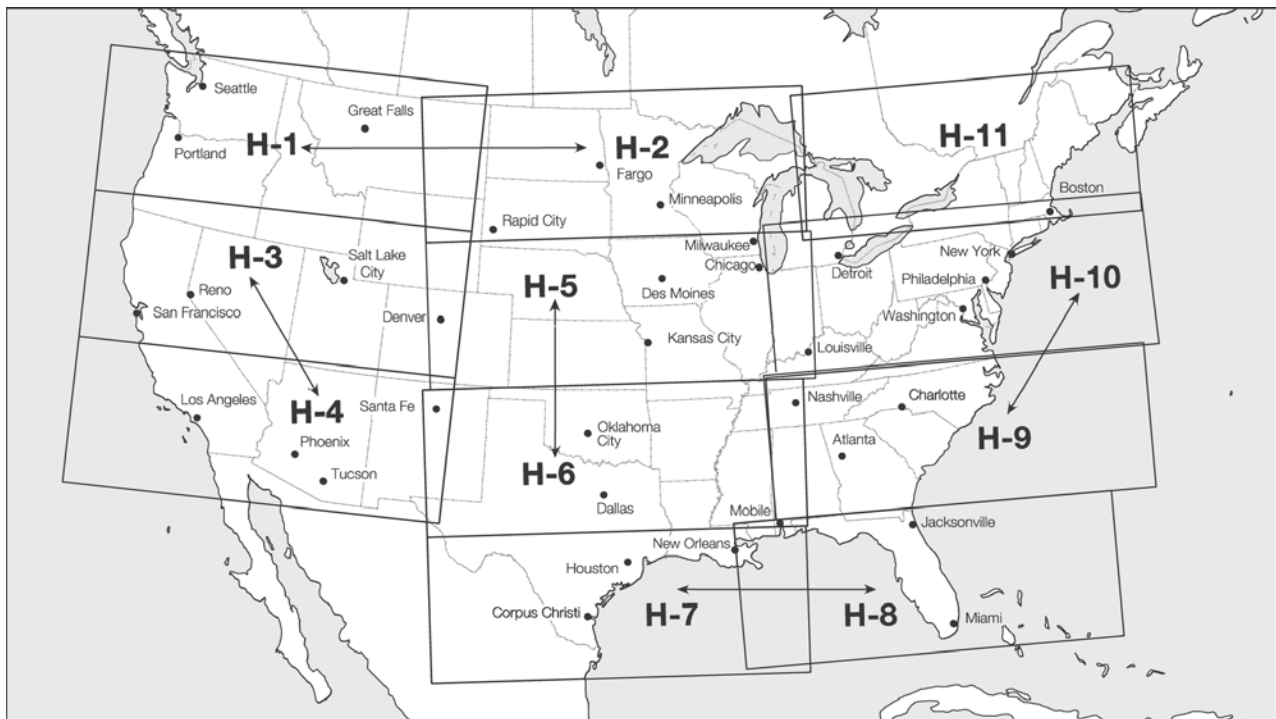 Seattle
Great Falls
Portland
H-1
H-2
Fargo
H-11
Minneapolis
Boston
Rapid City
Milwaukee
Chicago
Detroit
New York
Philadelphia
Washington
H-10
H-3
Salt Lake
City
Reno
San Francisco
Denver
H-5
Des Moines
Kansas City
Louisville
Los Angeles
H-4
Santa Fe
Phoenix
Tucson
Oklahoma
City
H-6
Dallas
Nashville
Charlotte
Atlanta
H-9
Mobile
Jacksonville
New Orleans
Houston
Corpus Christi
H-7
H-8
Miami